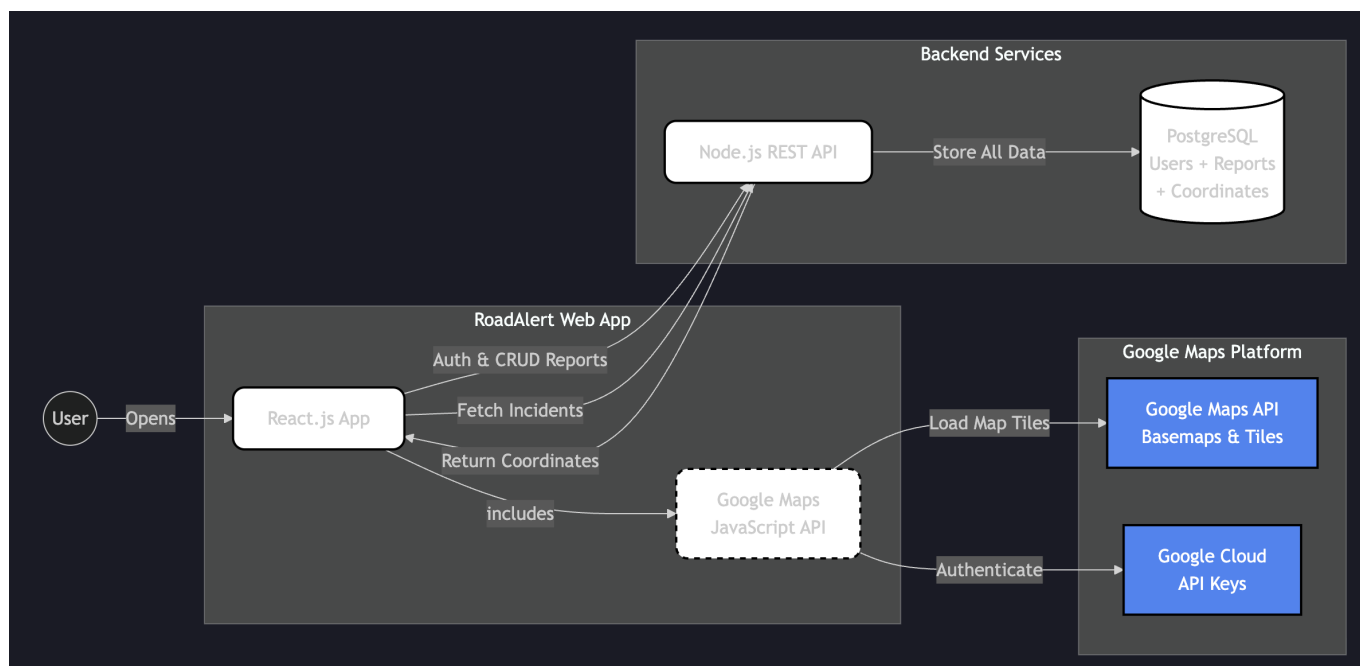 Backend Services
Node.js REST API
Store All Data
PostgreSQL
Users + Reports
+ Coordinates
RoadAlert Web App
Auth & CRUD Reports
User
Opens
React.js App
Fetch Incidents
Return Coordinates
includes
Google Maps
JavaScript API
Load Map Tiles
Authenticate
Google Maps Platform
Google Maps API
Basemaps & Tiles
Google Cloud
API Keys